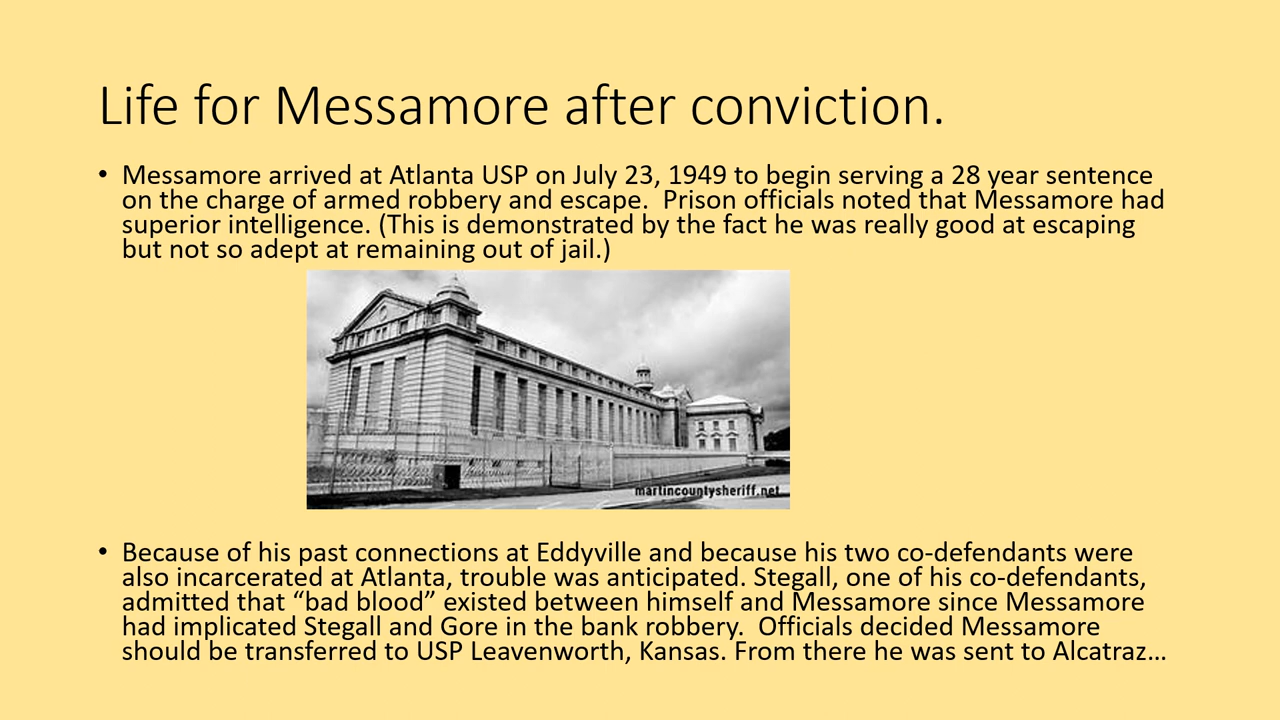 Life for Messamore after conviction.
• Messamore arrived at Atlanta USP on July 23, 1949 to begin serving a 28 year sentence
on the charge of armed robbery and escape.  Prison officials noted that Messamore had
superior intelligence. (This is demonstrated by the fact he was really good at escaping
but not so adept at remaining out of jail.)
martincountysheriff.net
• Because of his past connections at Eddyville and because his two co-defendants were
also incarcerated at Atlanta, trouble was anticipated. Stegall, one of his co-defendants,
admitted that “bad blood” existed between himself and Messamore since Messamore
had implicated Stegall and Gore in the bank robbery.  Officials decided Messamore
should be transferred to USP Leavenworth, Kansas. From there he was sent to Alcatraz…